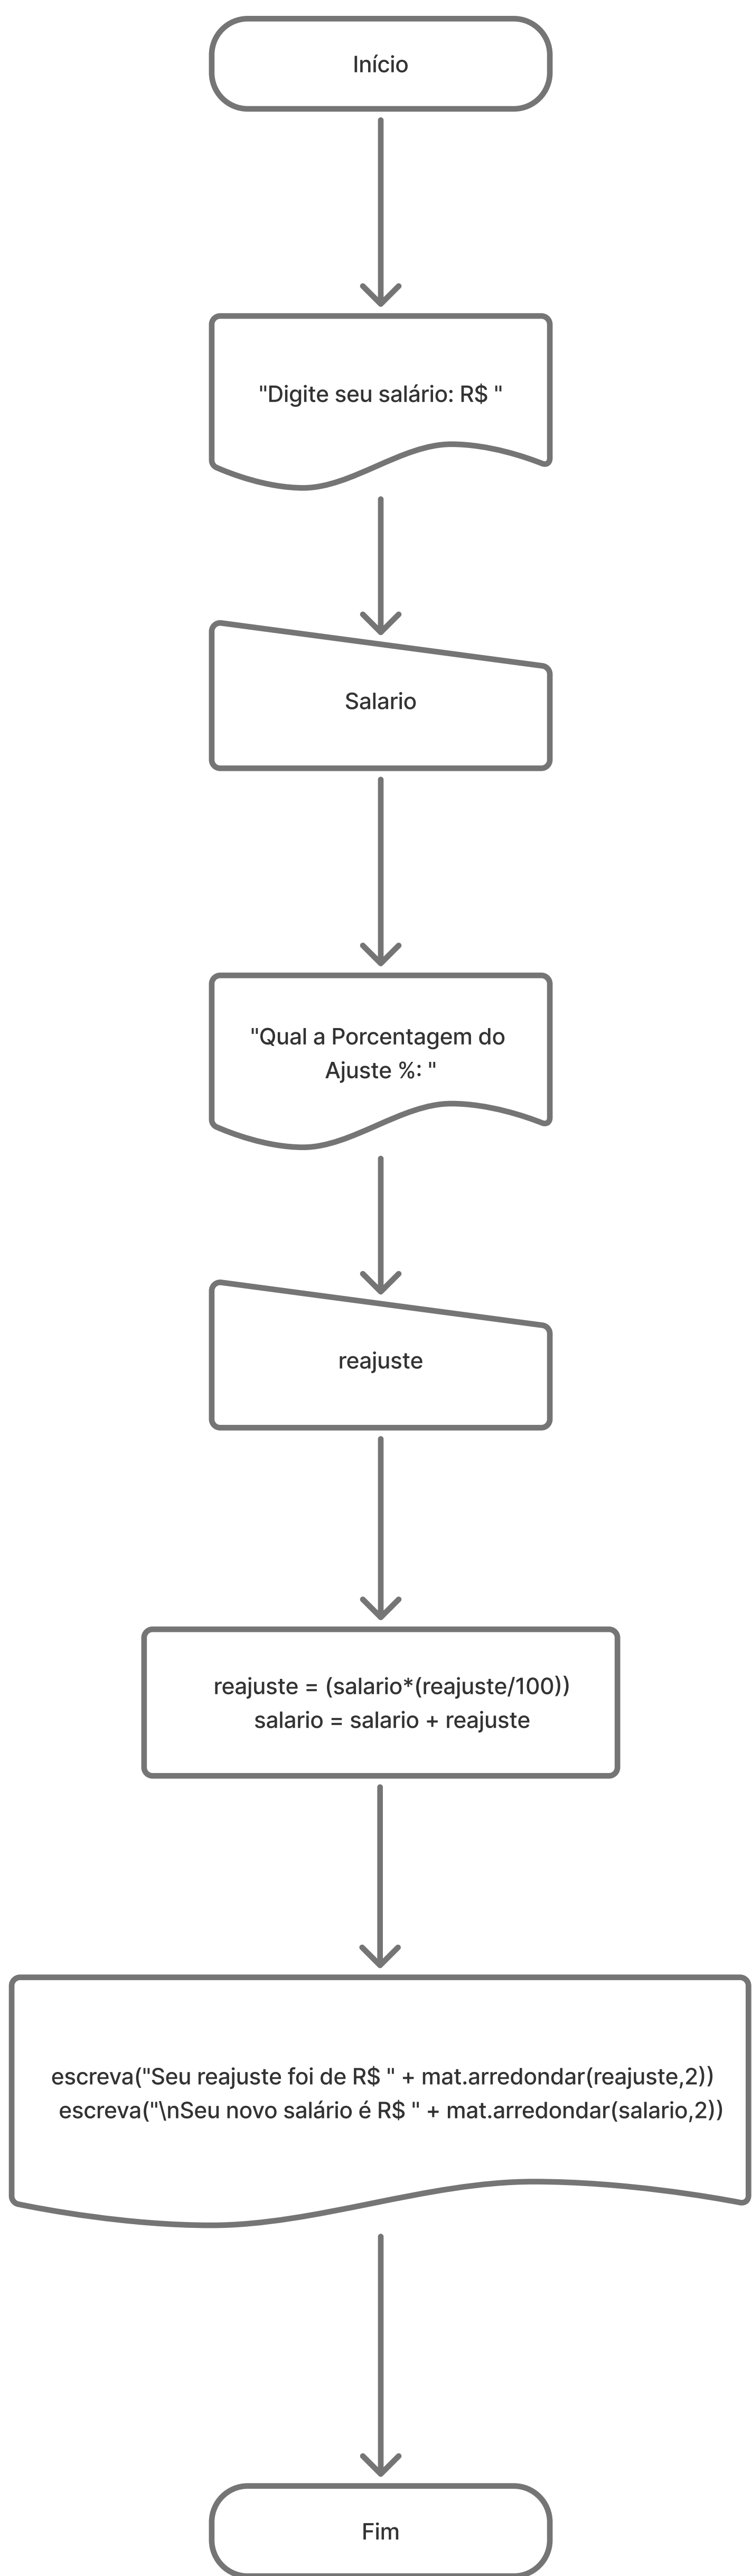 Início
"Digite seu salário: R$ "
Salario
"Qual a Porcentagem do
Ajuste %: "
reajuste
reajuste = (salario*(reajuste/100))
salario = salario + reajuste
escreva("Seu reajuste foi de R$ " + mat.arredondar(reajuste,2))
escreva("\nSeu novo salário é R$ " + mat.arredondar(salario,2))
Fim